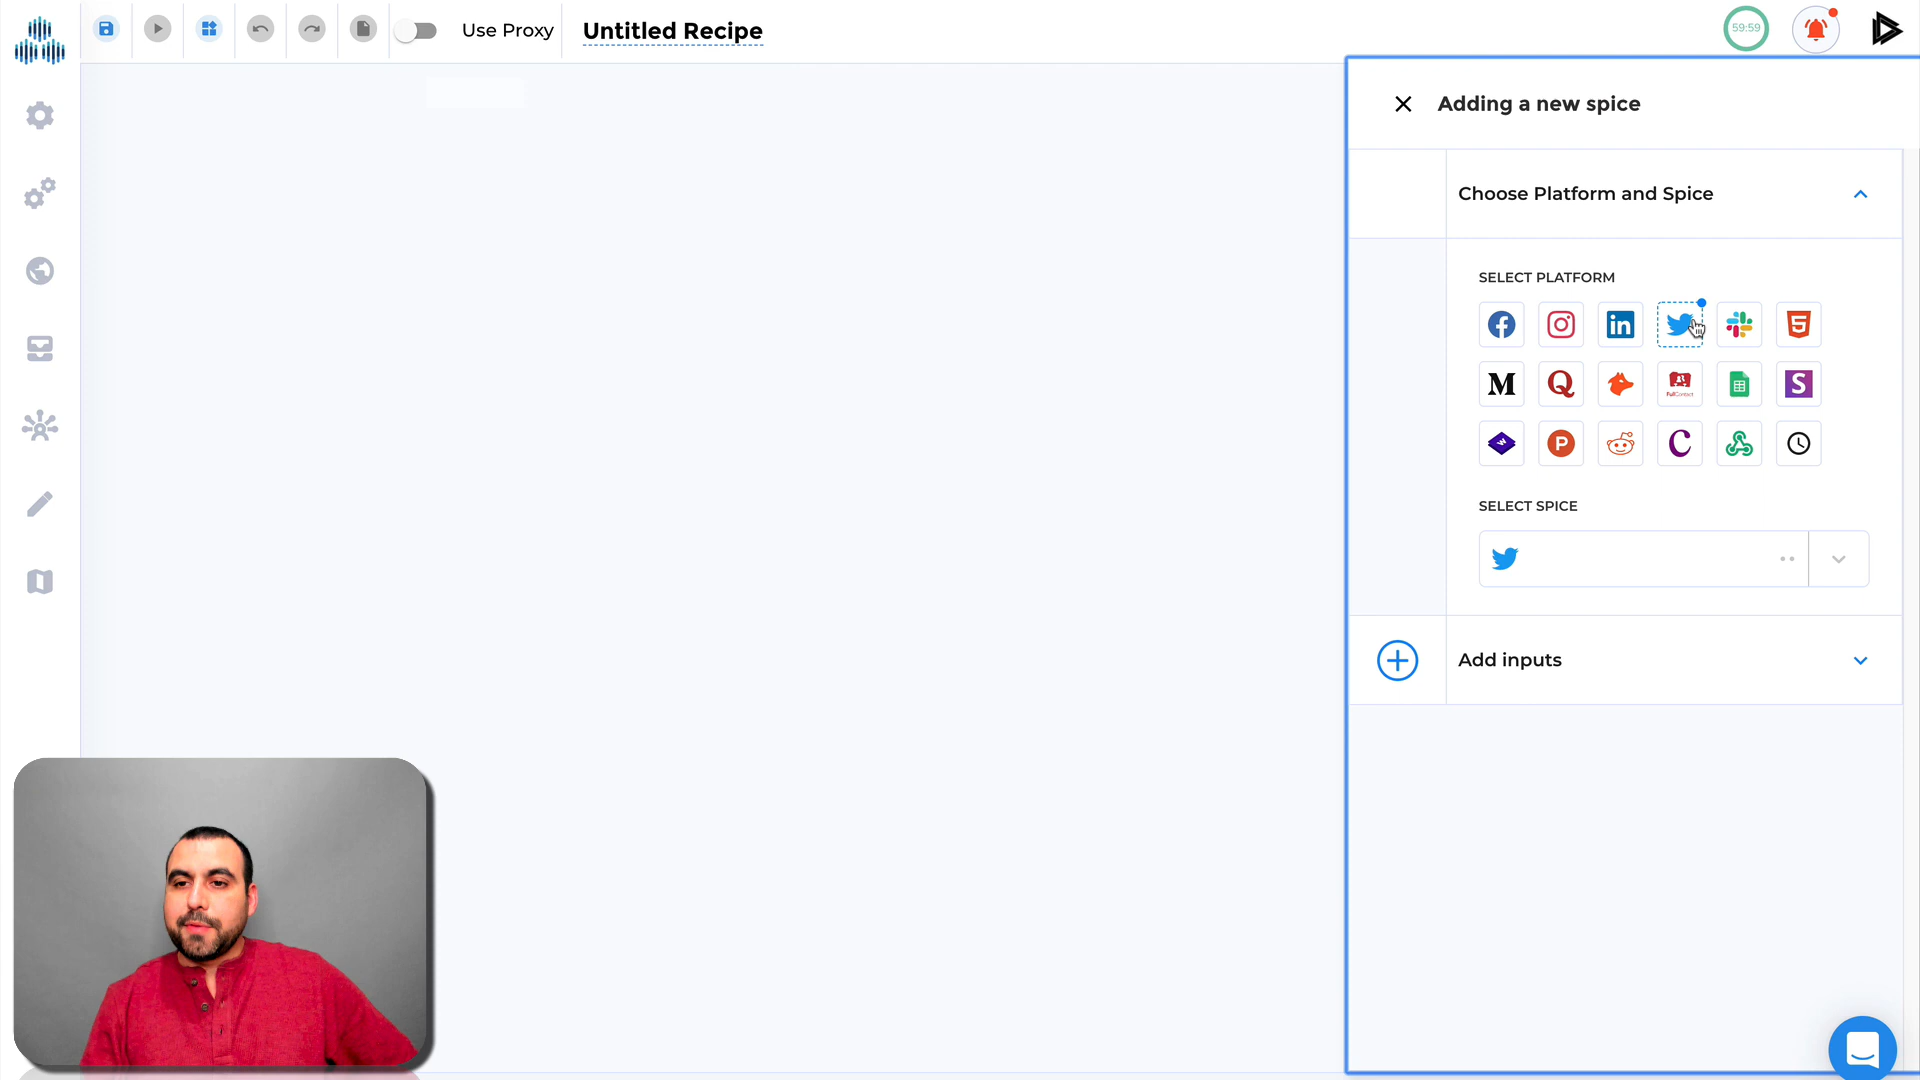 Use Proxy
Untitled Recipe
59:59
Adding a new spice
Choose Platform and Spice
SELECT PLATFORM
FullContact
SELECT SPICE
Add inputs